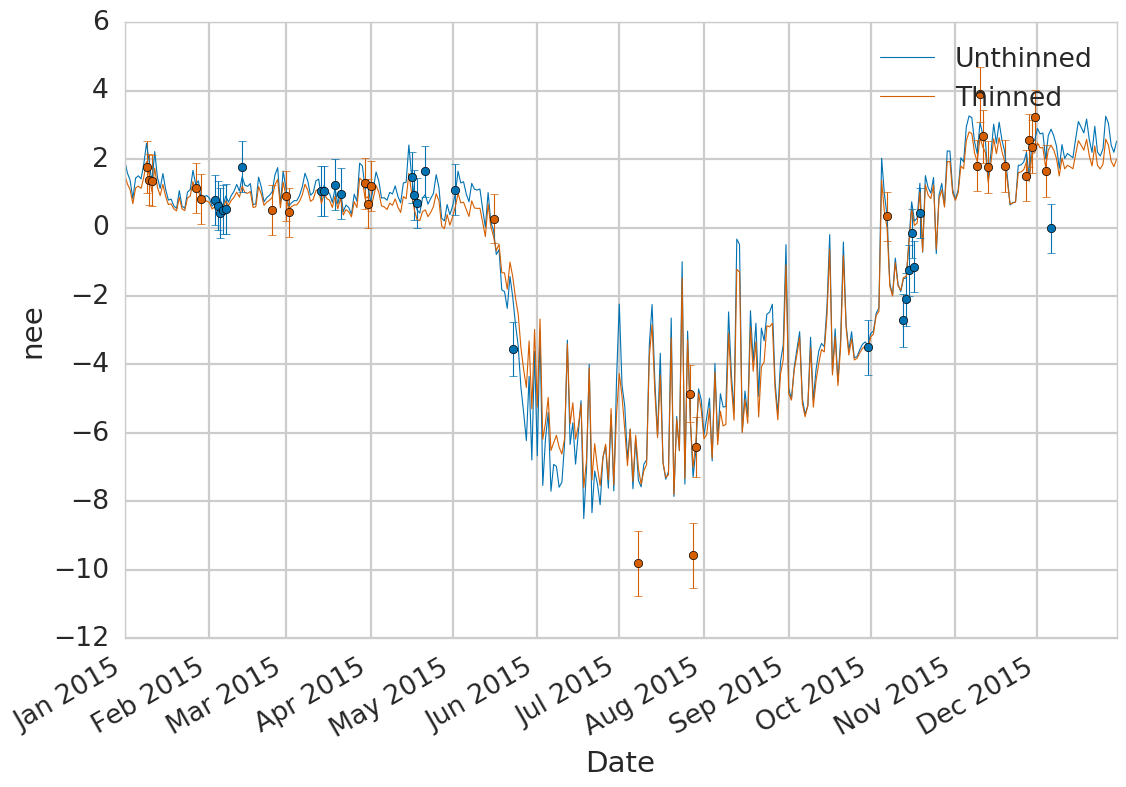 6
4
2
0
−2
−4
−6
−8
−10
−12
nee
Unthinned
Thinned
Jan 2015
Feb 2015
Mar 2015
Apr 2015
May 2015
Jun 2015
Jul 2015
Aug 2015
Sep 2015
Oct 2015
Nov 2015
Dec 2015
Date